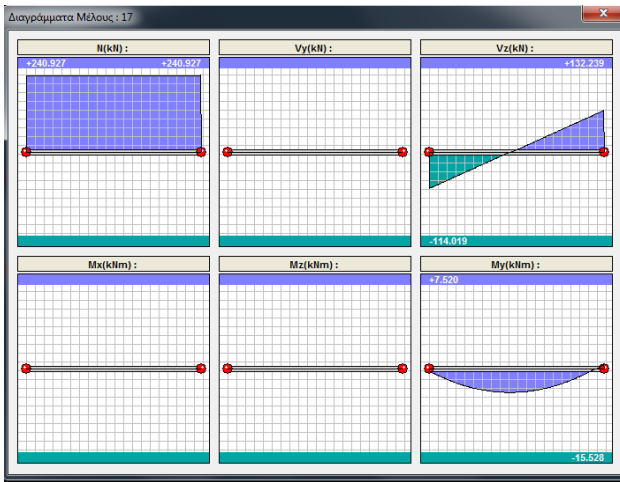 Διαγράμματα Μέλους : 17
N(kN) :
Vy(kN) :
Vz(kN) :
+240.927 +240.927
+132.239
-114.019
Mx(kNm) :
Mz(kNm) :
My(kNm) :
+7.520
-15.528